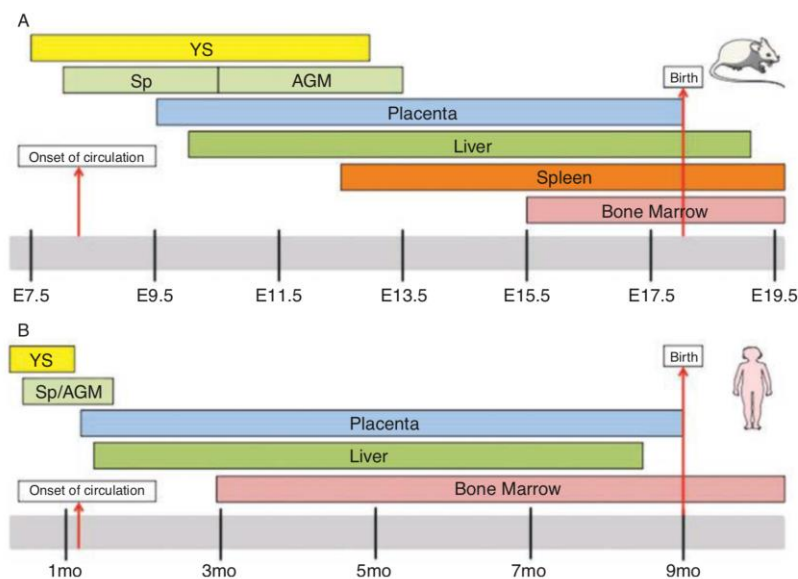 A
YS
Sp AGM
Birth
Placenta
Onset of circulation
Liver
Spleen
Bone Marrow
E7.5 E9.5 E11.5 E13.5 E15.5 E17.5 E19.5
B
YS
Birth
Sp/AGM
Placenta
Liver
Onset of circulation
Bone Marrow
1mo 3mo 5mo 7mo 9mo